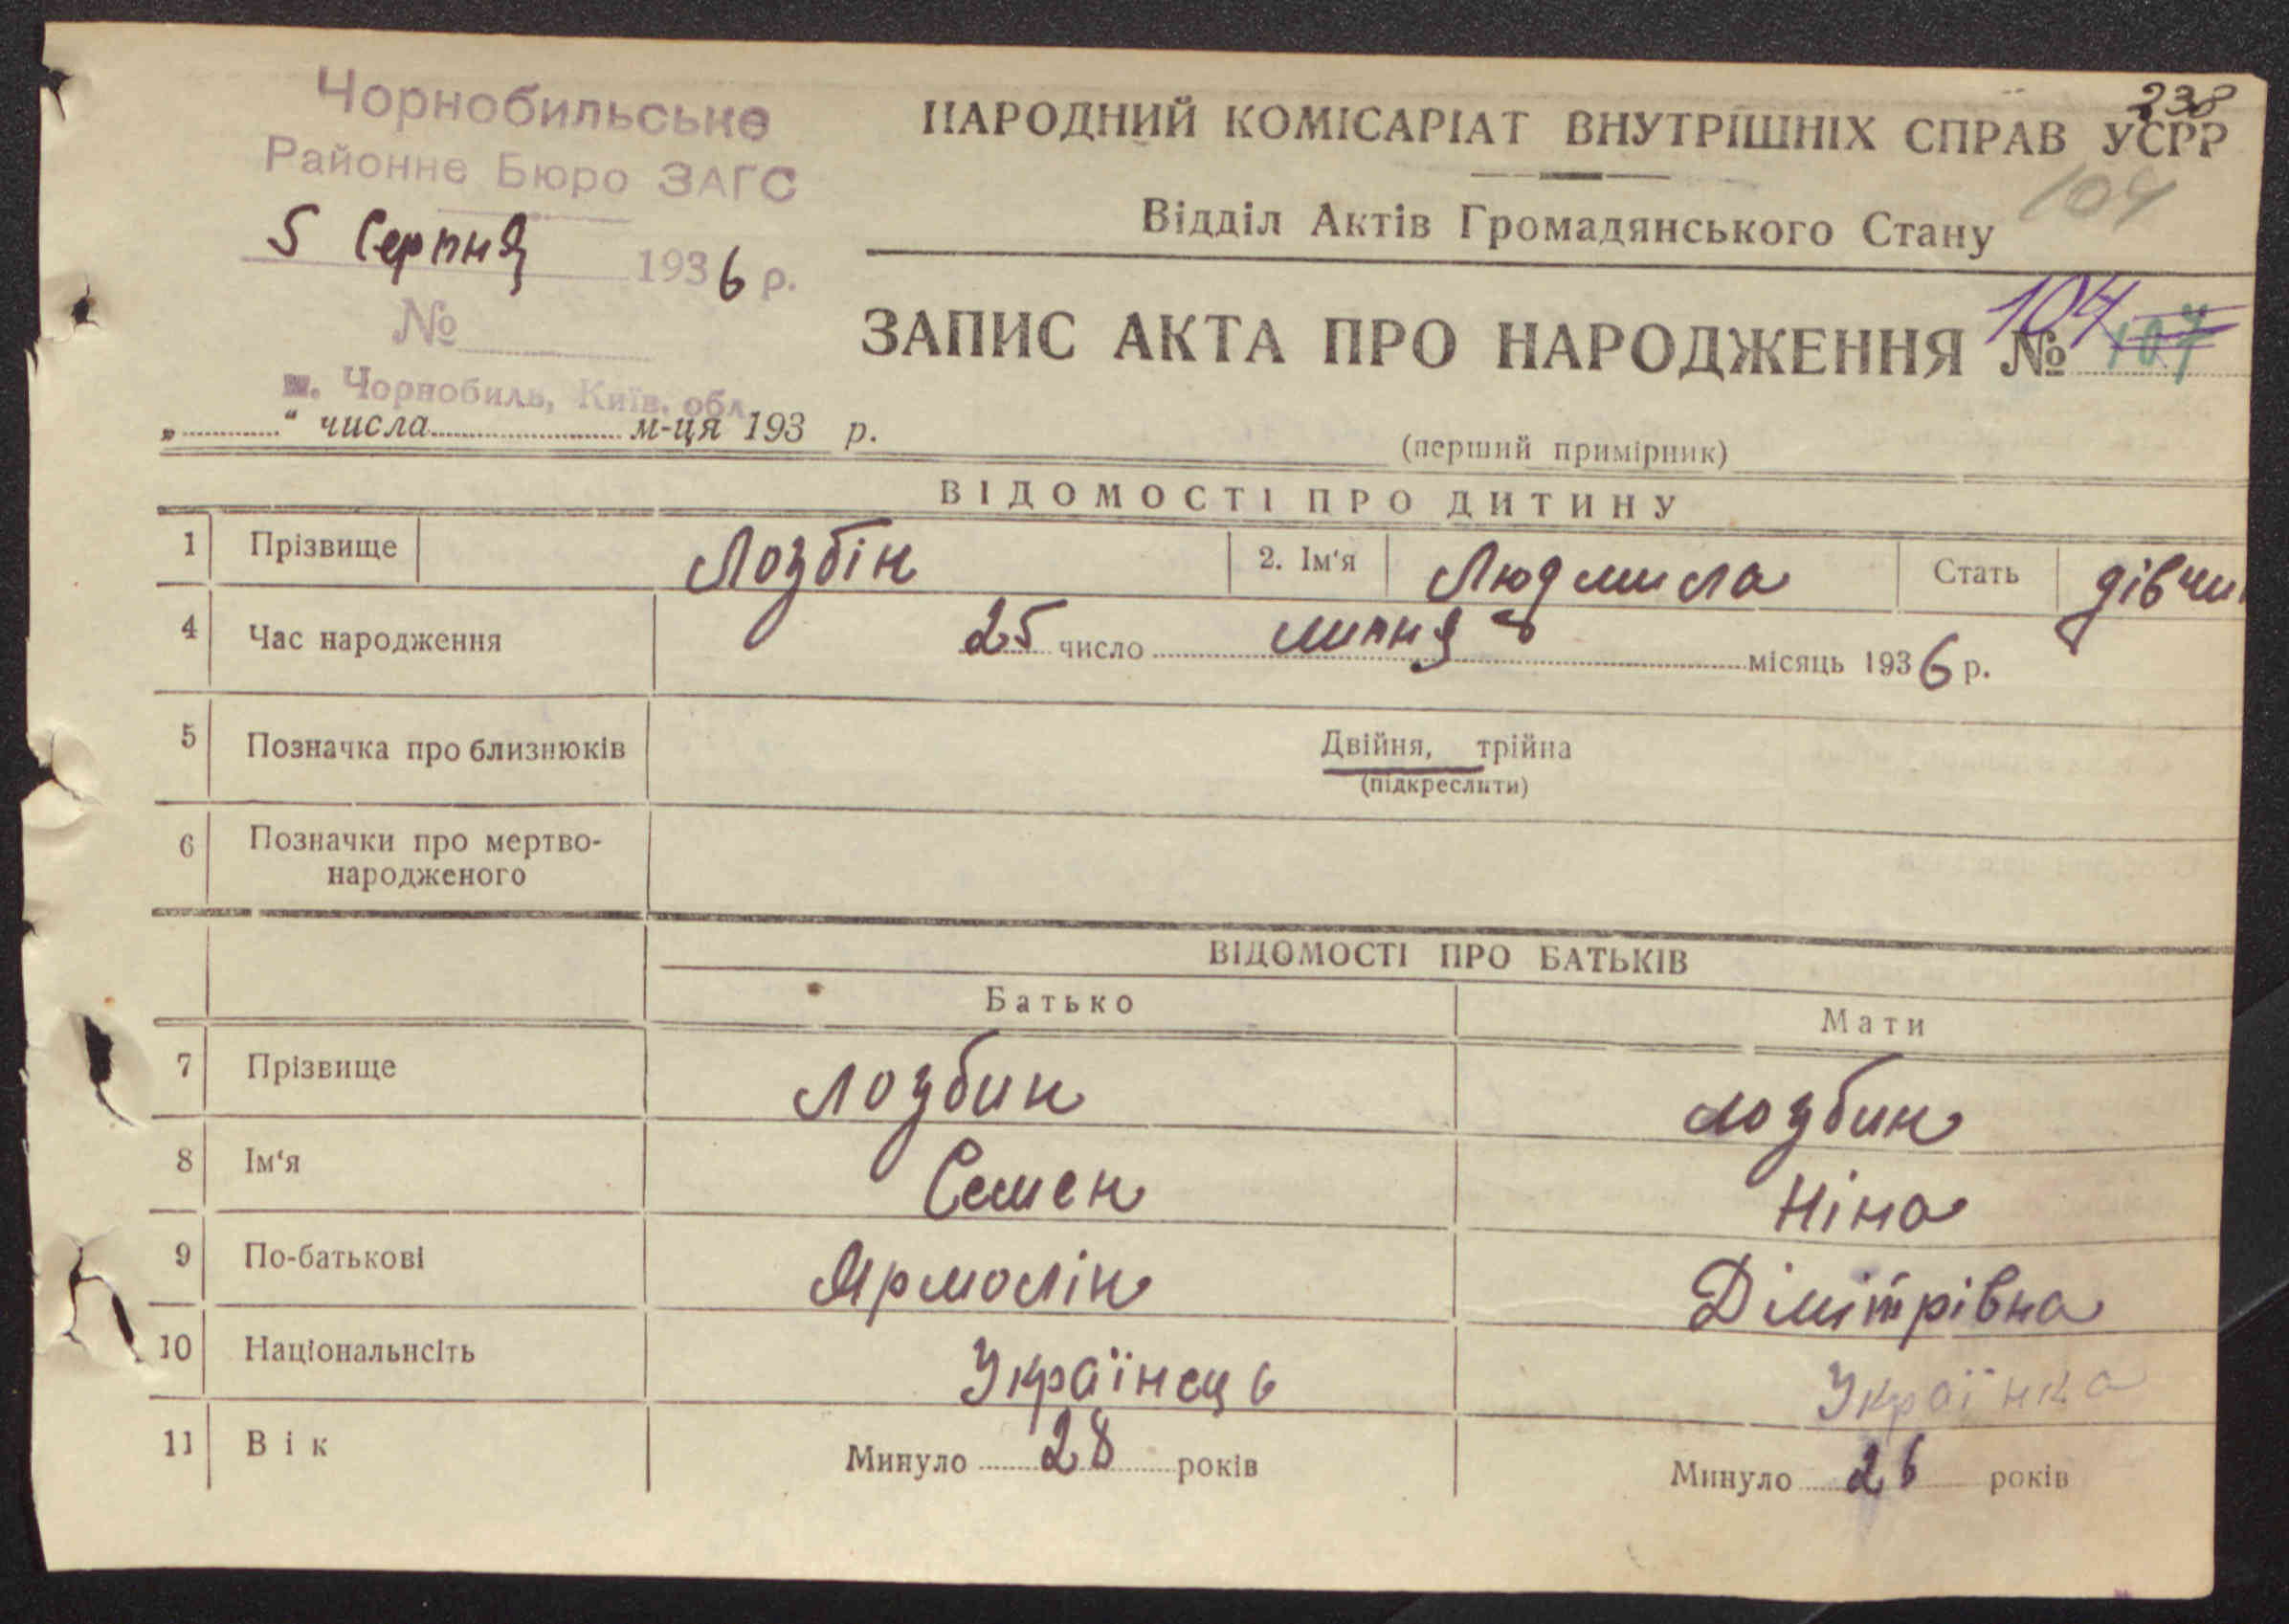 238
Чорнобильське
Районне Бюро ЗАГС
5 Серпня 1936 р.
№
м. Чорнобиль, Київ. обл.
„ “ числа м-ця 193 р.
НАРОДНИЙ КОМІСАРІАТ ВНУТРІШНІХ СПРАВ УСРР
104
Відділ Актів Громадянського Стану
ЗАПИС АКТА ПРО НАРОДЖЕННЯ № 104 107
(перший примірник)
ВІДОМОСТІ ПРО ДИТИНУ
1 Прізвище Лозбін 2. Ім'я Людмила Стать дівчи
4 Час народження 25 число липня місяць 1936 р.
5 Позначка про близнюків Двійня, трійна
(підкреслити)
6 Позначки про мертво-
народженого
ВІДОМОСТІ ПРО БАТЬКІВ
Батько Мати
7 Прізвище Лозбин Лозбин
8 Ім'я Семен Ніна
9 По-батькові Ярмолін Дімітрівна
10 Національнсіть Українець Українка
11 Вік Минуло 28 років Минуло 26 років